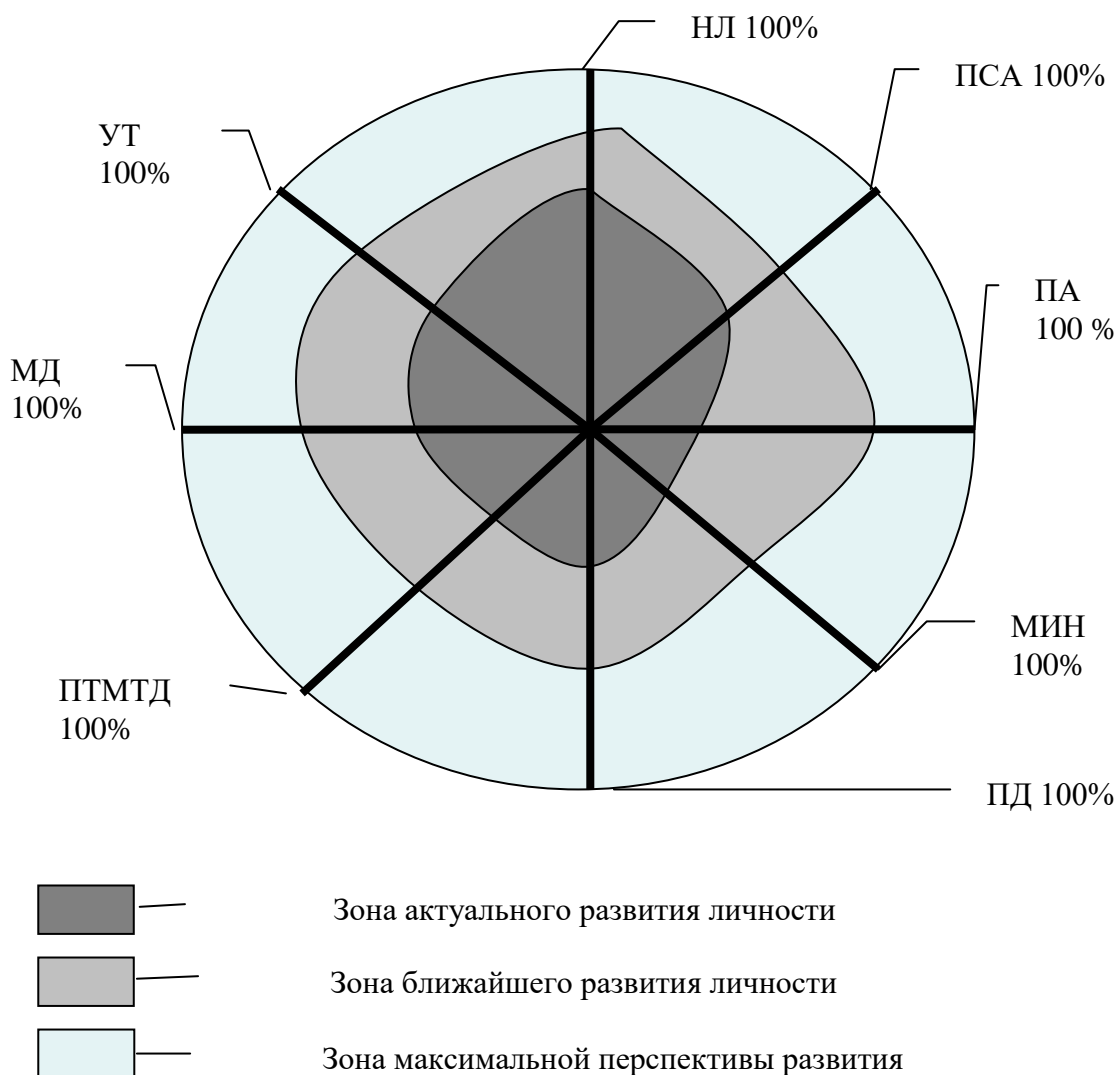 НЛ 100%
ПСА 100%
УТ
100%
ПА
100 %
МД
100%
МИН
100%
ПТМТД
100%
ПД 100%
Зона актуального развития личности
Зона ближайшего развития личности
Зона максимальной перспективы развития